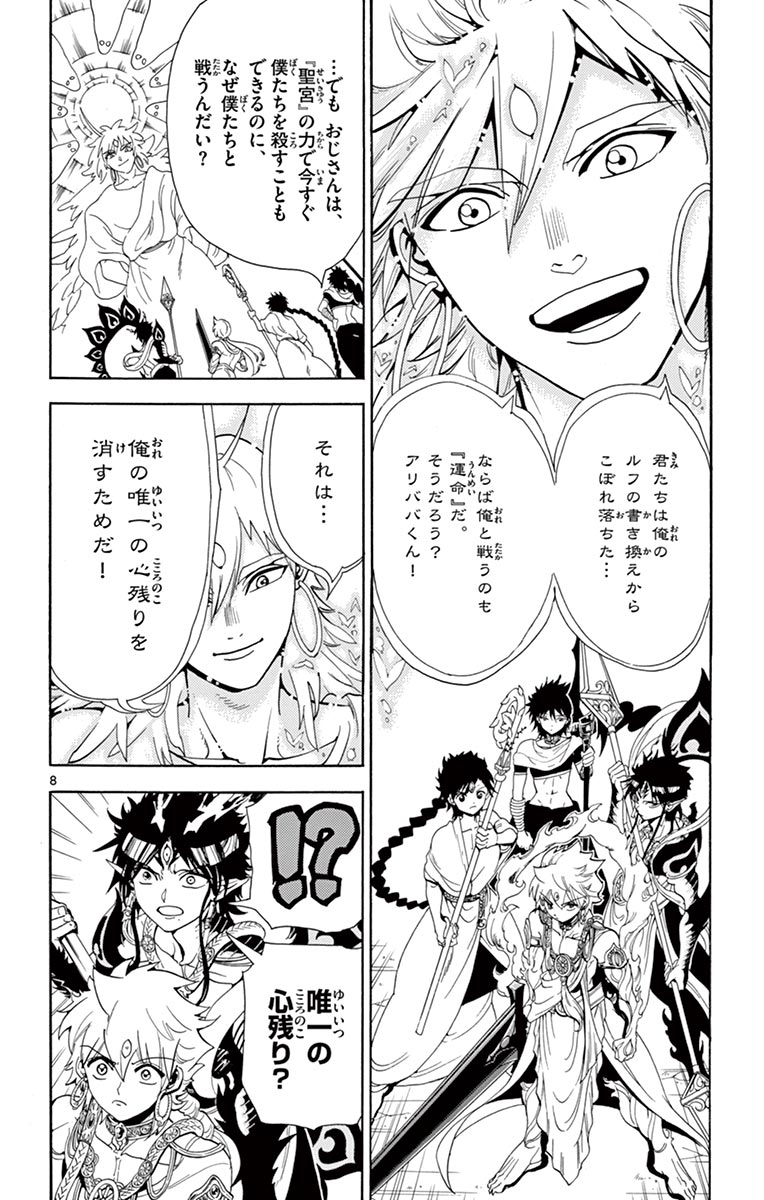 君たちは俺の
ルフの書き換えから
こぼれ落ちた…
ならば俺と戦うのも
『運命』だ。
そうだろう?
アリババくん!
…でも おじさんは、
『聖宮』の力で今すぐ
僕たちを殺すことも
できるのに、
なぜ僕たちと
戦うんだい?
それは…
俺の唯一の心残りを
消すためだ!
!?
唯一の
心残り?
8